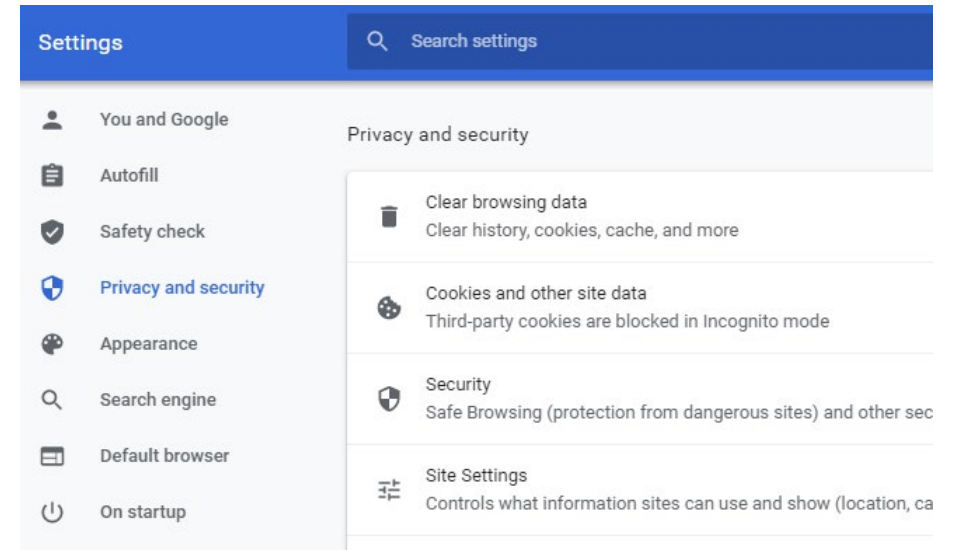 Settings
Search settings
You and Google
Autofill
Safety check
Privacy and security
Appearance
Search engine
Default browser
On startup
Privacy and security
Clear browsing data
Clear history, cookies, cache, and more
Cookies and other site data
Third-party cookies are blocked in Incognito mode
Security
Safe Browsing (protection from dangerous sites) and other sec
Site Settings
Controls what information sites can use and show (location, ca